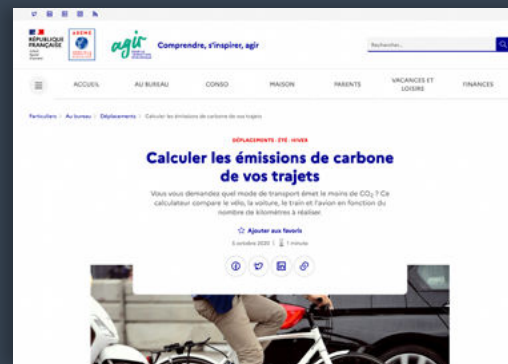 RÉPUBLIQUE
FRANÇAISE
ADEME
agir
Comprendre, s'inspirer, agir
Rechercher...
ACCUEIL
AU BUREAU
CONSO
MAISON
PARENTS
VACANCES ET
LOISIRS
FINANCES
Particuliers › Au bureau › Déplacements › Calculer les émissions de carbone de vos trajets
DÉPLACEMENTS · ÉTÉ · HIVER
Calculer les émissions de carbone
de vos trajets
Vous vous demandez quel mode de transport émet le moins de CO₂ ? Ce
calculateur compare le vélo, la voiture, le train et l'avion en fonction du
nombre de kilomètres à réaliser.
Ajouter aux favoris
5 octobre 2020 | 1 minute